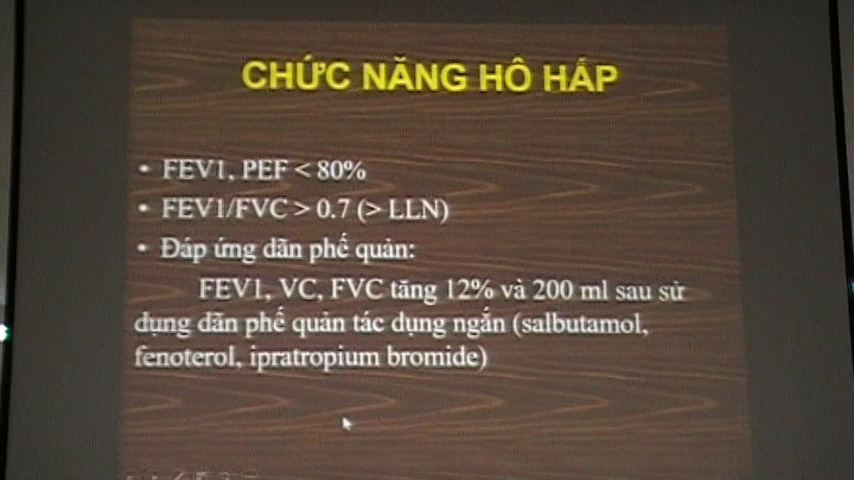 CHỨC NĂNG HÔ HẤP
• FEV1, PEF < 80%
• FEV1/FVC > 0.7 (> LLN)
• Đáp ứng dãn phế quản:
FEV1, VC, FVC tăng 12% và 200 ml sau sử
dụng dãn phế quản tác dụng ngắn (salbutamol,
fenoterol, ipratropium bromide)